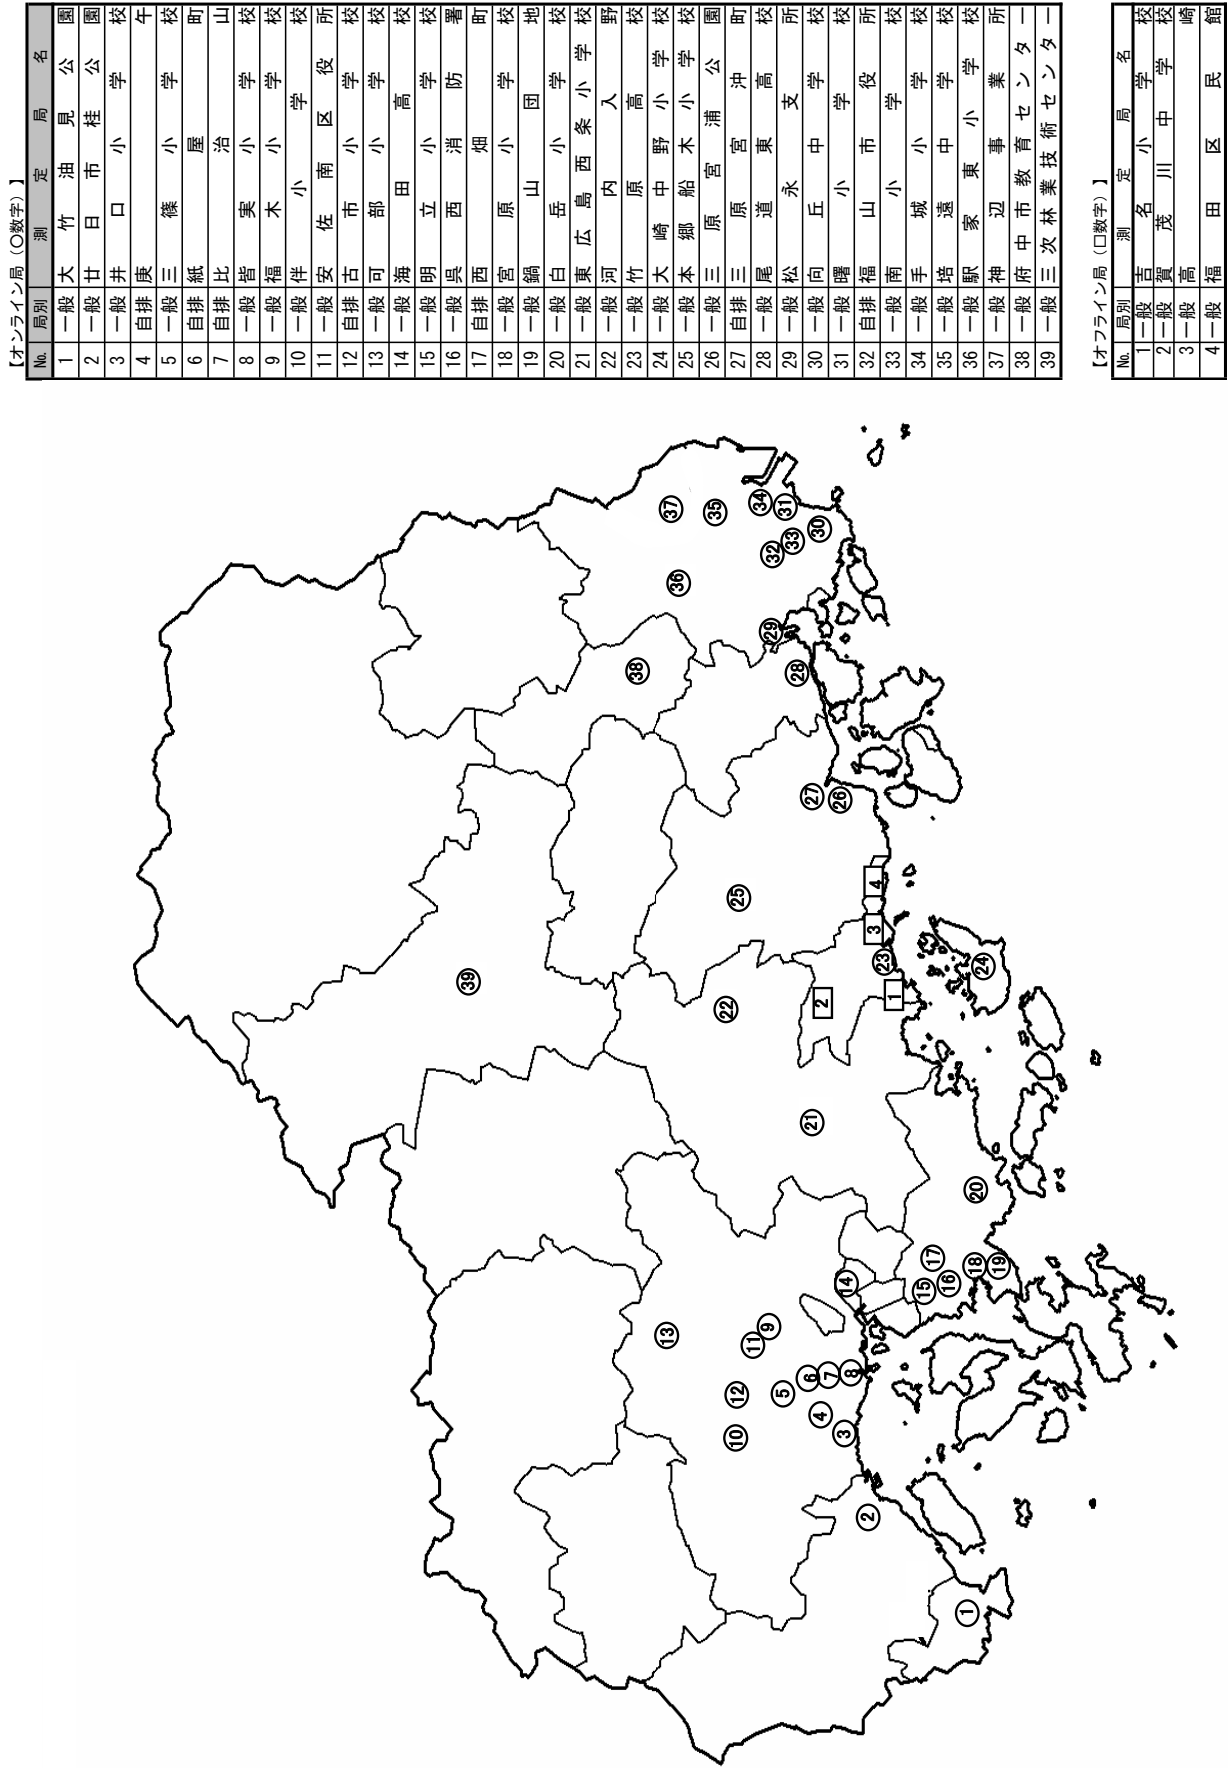 【オンライン局（〇数字）】
No. 局別 測定局名
1 一般 大竹油見公園
2 一般 廿日市桂公園
3 一般 井口小学校
4 自排 庚午
5 一般 三篠小学校
6 自排 紙屋町
7 自排 比治山
8 一般 皆実小学校
9 一般 福木小学校
10 一般 伴小学校
11 一般 安佐南区役所
12 自排 古市小学校
13 一般 可部小学校
14 一般 海田高校
15 一般 明立小学校
16 一般 呉西消防署
17 自排 西畑町
18 一般 宮原小学校
19 一般 鍋山団地
20 一般 白岳小学校
21 一般 東広島西条小学校
22 一般 河内入野
23 一般 竹原高校
24 一般 大崎中野小学校
25 一般 本郷船木小学校
26 一般 三原宮浦公園
27 自排 三原宮沖町
28 一般 尾道東高校
29 一般 松永支所
30 一般 向丘中学校
31 一般 曙小学校
32 自排 福山市役所
33 一般 南小学校
34 一般 手城小学校
35 一般 培遠中学校
36 一般 駅家東小学校
37 一般 神辺事業所
38 一般 府中市教育センター
39 一般 三次林業技術センター
【オフライン局（□数字）】
No. 局別 測定局名
1 一般 吉名小学校
2 一般 賀茂川中学校
3 一般 高崎
4 一般 福田区民館
37
35
34
31
36
32
33
30
29
38
28
27
26
4
25
3
39
23
24
22
2
1
21
20
17
14
18
19
15
16
13
11
9
12
6
7
8
5
10
4
3
2
1